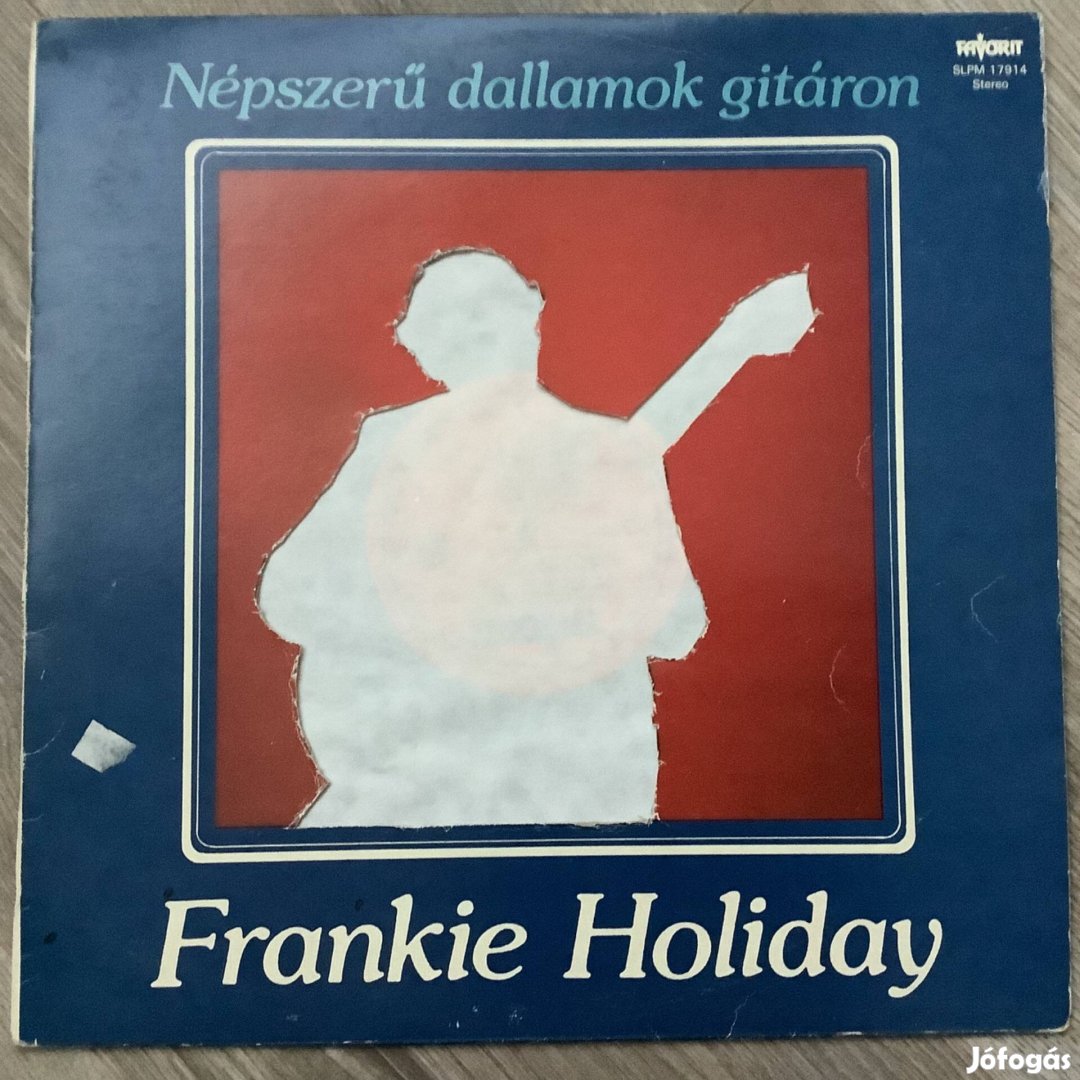 FAVORIT
SLPM 17914
Stereo
Népszerű dallamok gitáron
Frankie Holiday
Jófogás